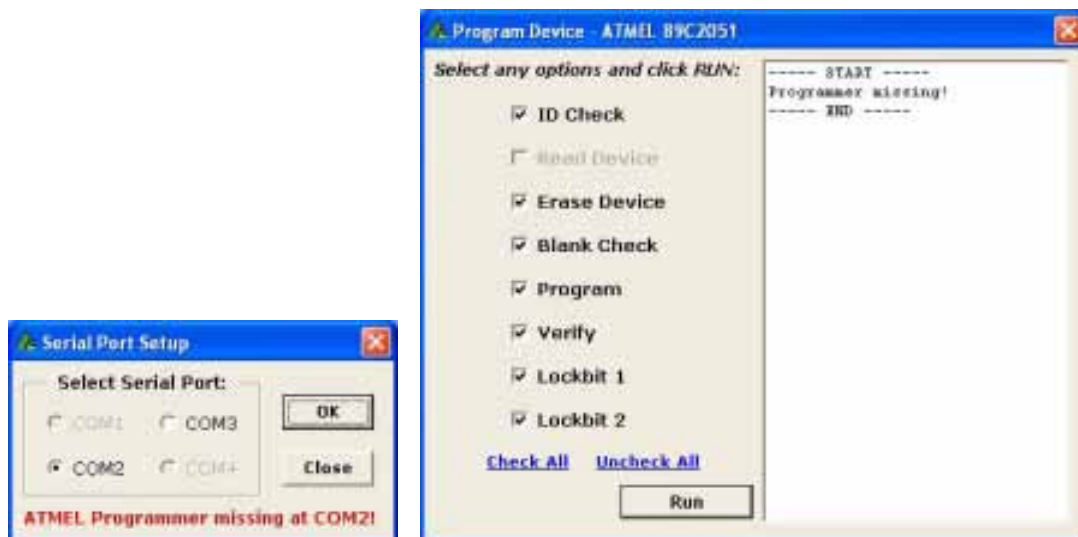 Serial Port Setup
Select Serial Port:
COM1 COM3
OK
COM2 COM4
Close
ATMEL Programmer missing at COM2!
Program Device - ATMEL 89C2051
Select any options and click RUN:
ID Check
Read Device
Erase Device
Blank Check
Program
Verify
Lockbit 1
Lockbit 2
Check All Uncheck All
Run
----- START -----
Programmer missing!
----- END -----